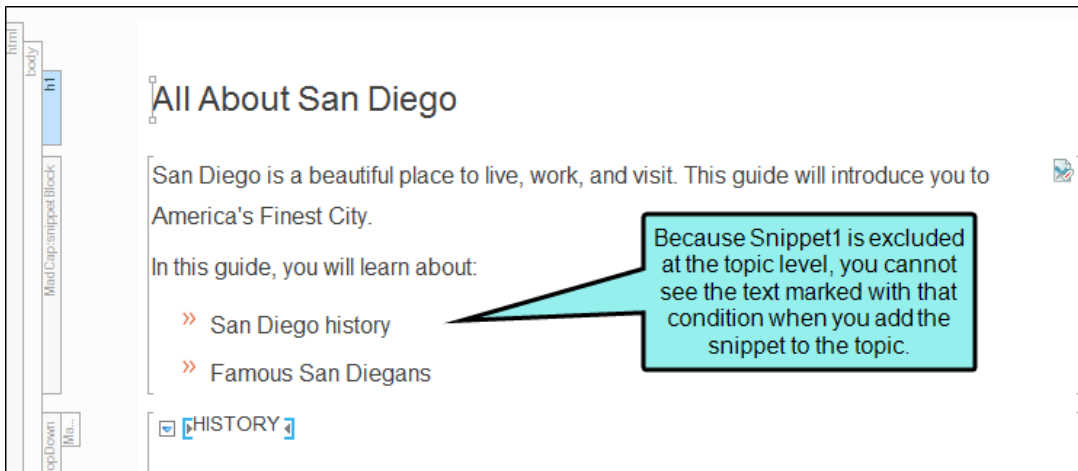 html
body
h1
All About San Diego
MadCap:snippetBlock
San Diego is a beautiful place to live, work, and visit. This guide will introduce you to
America's Finest City.
In this guide, you will learn about:
» San Diego history
» Famous San Diegans
Because Snippet1 is excluded
at the topic level, you cannot
see the text marked with that
condition when you add the
snippet to the topic.
opDown
Ma...
HISTORY